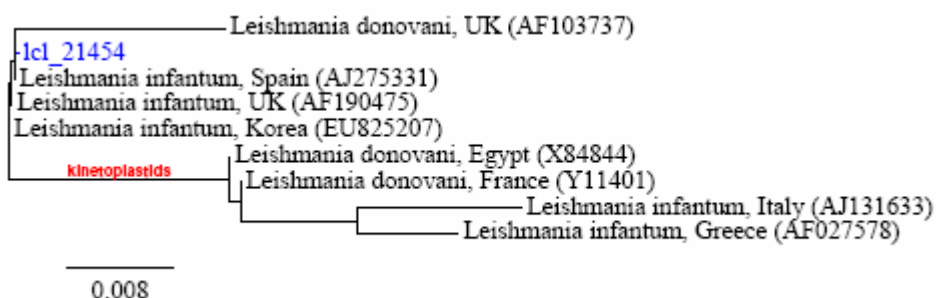 Leishmania donovani, UK (AF103737)
lcl_21454
Leishmania infantum, Spain (AJ275331)
Leishmania infantum, UK (AF190475)
Leishmania infantum, Korea (EU825207)
Leishmania donovani, Egypt (X84844)
kinetoplastids
Leishmania donovani, France (Y11401)
Leishmania infantum, Italy (AJ131633)
Leishmania infantum, Greece (AF027578)
0.008